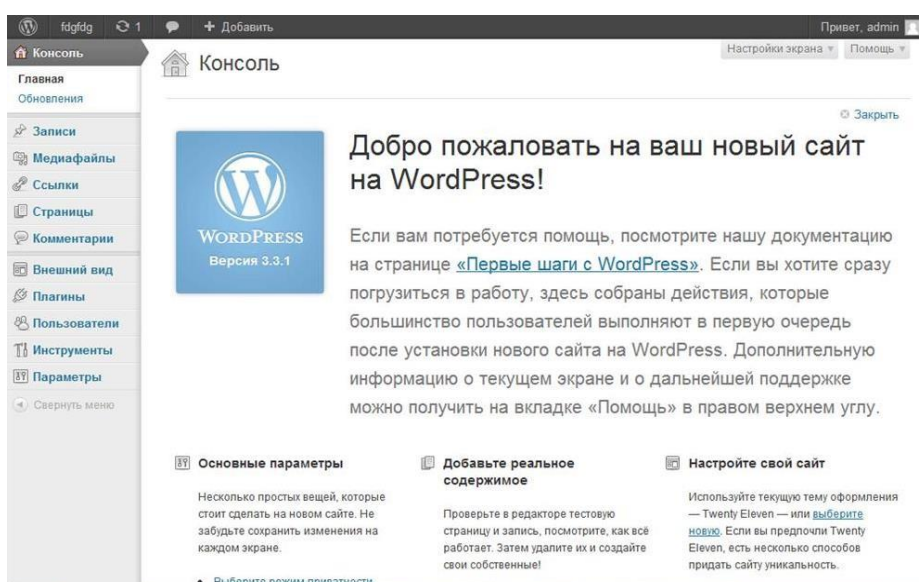 fdgfdg 1 + Добавить Привет, admin
Консоль
Главная
Обновления
Записи
Медиафайлы
Ссылки
Страницы
Комментарии
Внешний вид
Плагины
Пользователи
Инструменты
Параметры
Свернуть меню
Настройки экрана Помощь
Консоль
Закрыть
WORDPRESS
Версия 3.3.1
Добро пожаловать на ваш новый сайт
на WordPress!
Если вам потребуется помощь, посмотрите нашу документацию
на странице «Первые шаги с WordPress». Если вы хотите сразу
погрузиться в работу, здесь собраны действия, которые
большинство пользователей выполняют в первую очередь
после установки нового сайта на WordPress. Дополнительную
информацию о текущем экране и о дальнейшей поддержке
можно получить на вкладке «Помощь» в правом верхнем углу.
Основные параметры
Несколько простых вещей, которые
стоит сделать на новом сайте. Не
забудьте сохранить изменения на
каждом экране.
Выберите режим приватности
Добавьте реальное
содержимое
Проверьте в редакторе тестовую
страницу и запись, посмотрите, как всё
работает. Затем удалите их и создайте
свои собственные!
Настройте свой сайт
Используйте текущую тему оформления
— Twenty Eleven — или выберите
новую. Если вы предпочли Twenty
Eleven, есть несколько способов
придать сайту уникальность.